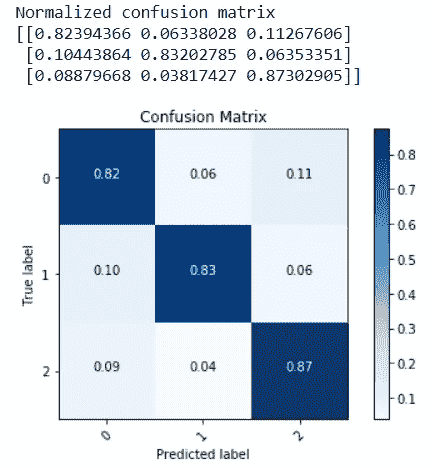 Normalized confusion matrix
[[0.82394366 0.06338028 0.11267606]
[0.10443864 0.83202785 0.06353351]
[0.08879668 0.03817427 0.87302905]]
Confusion Matrix
0.8
0 0.82 0.06 0.11
0.7
0.6
0.5
True label
1 0.10 0.83 0.06
0.4
0.3
2 0.09 0.04 0.87
0.2
0.1
0 1 2
Predicted label